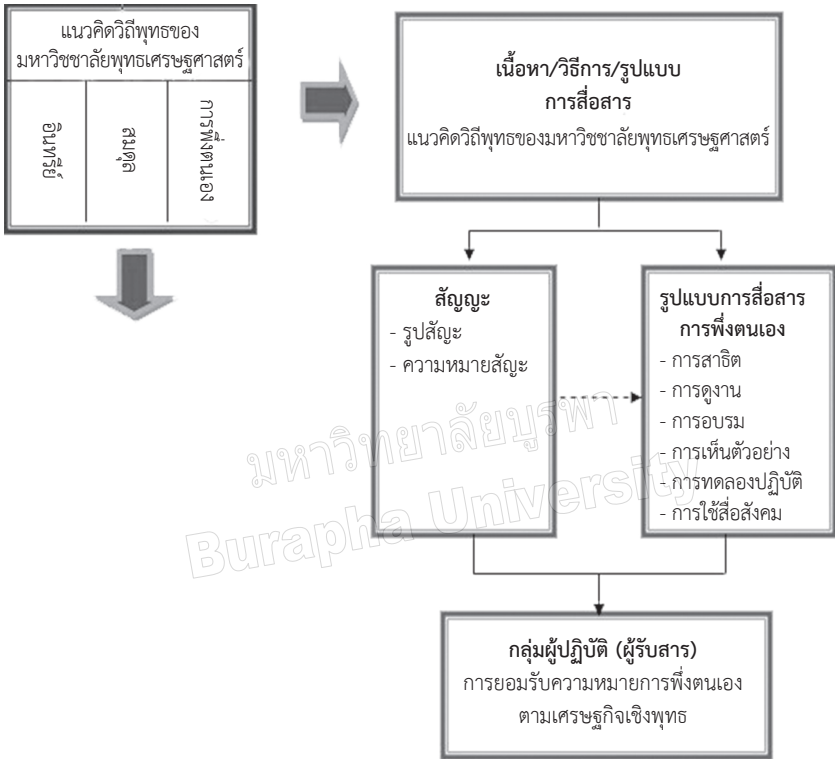 แนวคิดวิถีพุทธของ
มหาวิชชาลัยพุทธเศรษฐศาสตร์
อินทรีย์
สมดุล
การพึ่งตนเอง
เนื้อหา/วิธีการ/รูปแบบ
การสื่อสาร
แนวคิดวิถีพุทธของมหาวิชชาลัยพุทธเศรษฐศาสตร์
สัญญะ
- รูปสัญะ
- ความหมายสัญะ
รูปแบบการสื่อสาร
การพึ่งตนเอง
- การสาธิต
- การดูงาน
- การอบรม
- การเห็นตัวอย่าง
- การทดลองปฏิบัติ
- การใช้สื่อสังคม
มหาวิทยาลัยบูรพา
Burapha University
กลุ่มผู้ปฏิบัติ (ผู้รับสาร)
การยอมรับความหมายการพึ่งตนเอง
ตามเศรษฐกิจเชิงพุทธ